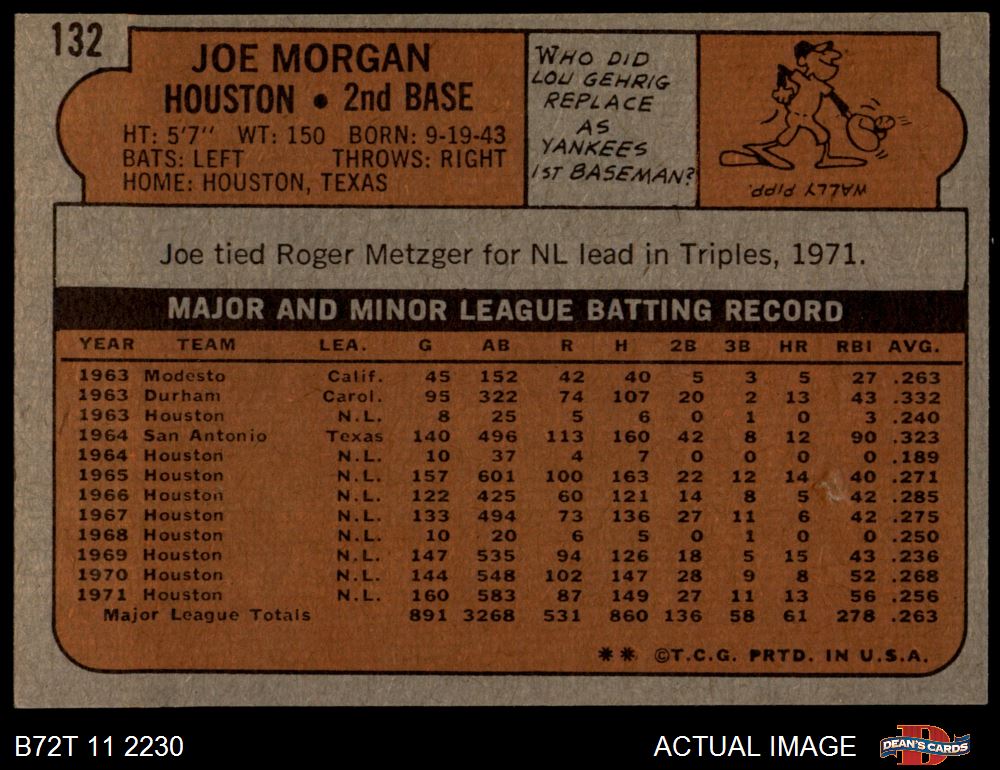 132
JOE MORGAN
HOUSTON • 2nd BASE
HT: 5'7" WT: 150 BORN: 9-19-43
BATS: LEFT THROWS: RIGHT
HOME: HOUSTON, TEXAS
WHO DID
LOU GEHRIG
REPLACE
AS
YANKEES
1ST BASEMAN?
WALLY PIPP.
Joe tied Roger Metzger for NL lead in Triples, 1971.
MAJOR AND MINOR LEAGUE BATTING RECORD
YEAR TEAM LEA. G AB R H 2B 3B HR RBI AVG.
1963 Modesto Calif. 45 152 42 40 5 3 5 27 .263
1963 Durham Carol. 95 322 74 107 20 2 13 43 .332
1963 Houston N.L. 8 25 5 6 0 1 0 3 .240
1964 San Antonio Texas 140 496 113 160 42 8 12 90 .323
1964 Houston N.L. 10 37 4 7 0 0 0 0 .189
1965 Houston N.L. 157 601 100 163 22 12 14 40 .271
1966 Houston N.L. 122 425 60 121 14 8 5 42 .285
1967 Houston N.L. 133 494 73 136 27 11 6 42 .275
1968 Houston N.L. 10 20 6 5 0 1 0 0 .250
1969 Houston N.L. 147 535 94 126 18 5 15 43 .236
1970 Houston N.L. 144 548 102 147 28 9 8 52 .268
1971 Houston N.L. 160 583 87 149 27 11 13 56 .256
Major League Totals 891 3268 531 860 136 58 61 278 .263
** ©T.C.G. PRTD. IN U.S.A.
B72T 11 2230
ACTUAL IMAGE
D
DEAN'S CARDS